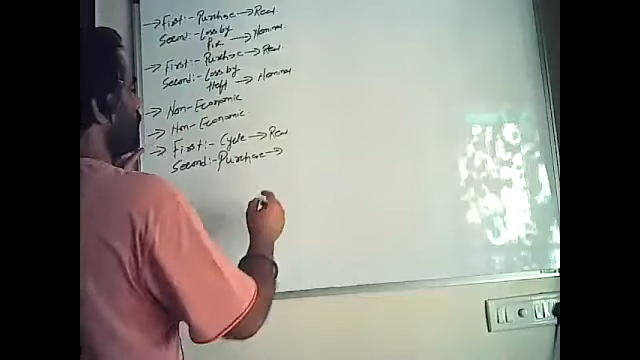 → First:- Purchase → Real
Second:- Loss by Fire → Nominal
→ First:- Purchase → Real
Second:- Loss by theft → Nominal
→ Non-Economic
→ Non-Economic
→ First:- Cycle → Real
Second:- Purchase →